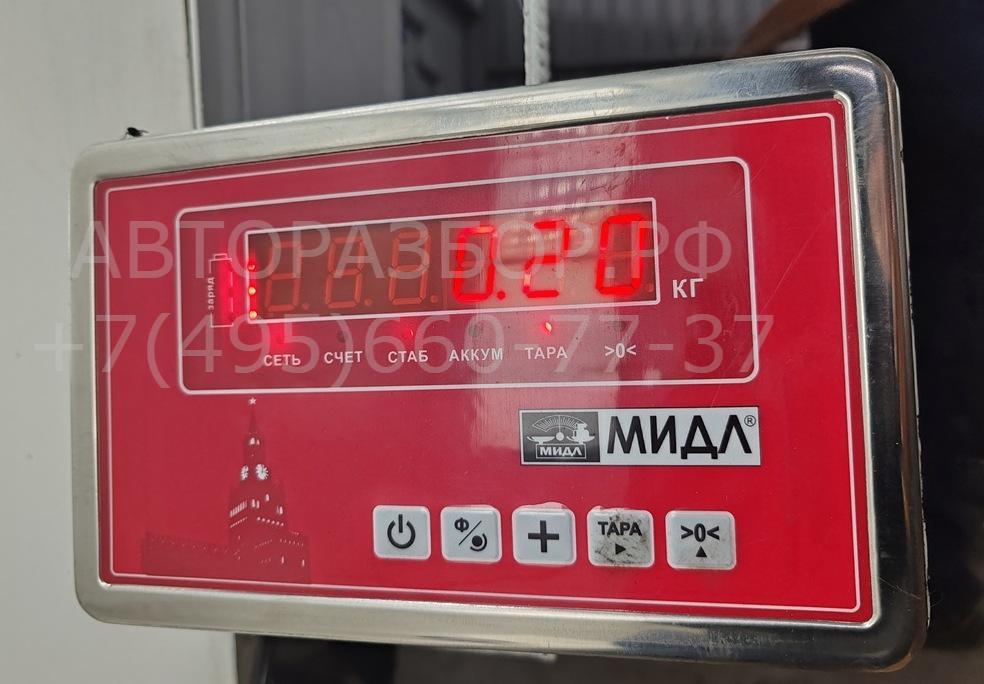 АВТОРАЗБОР.РФ
+7(495)660-77-37
заряд
0.20
КГ
СЕТЬ СЧЕТ СТАБ АККУМ ТАРА >0<
МИДЛ МИДЛ®
Ф
ТАРА >0<